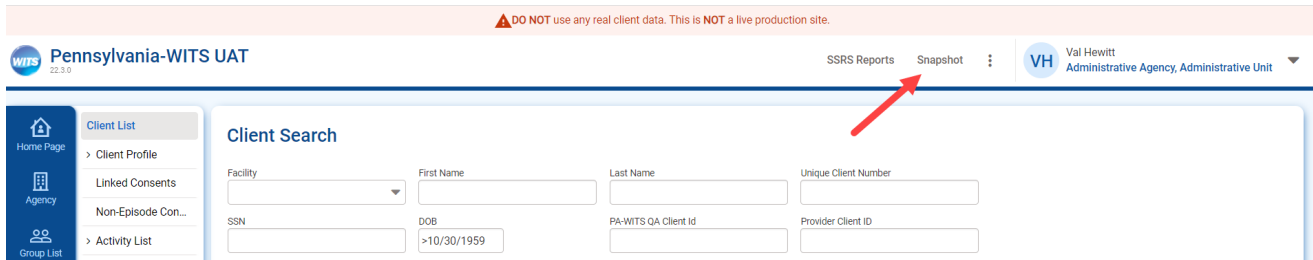 DO NOT use any real client data. This is NOT a live production site.
WITS
Pennsylvania-WITS UAT
22.3.0
SSRS Reports
Snapshot
VH
Val Hewitt
Administrative Agency, Administrative Unit
Home Page
Agency
Group List
Client List
> Client Profile
Linked Consents
Non-Episode Con...
> Activity List
Client Search
Facility
First Name
Last Name
Unique Client Number
SSN
DOB
PA-WITS QA Client Id
Provider Client ID
>10/30/1959